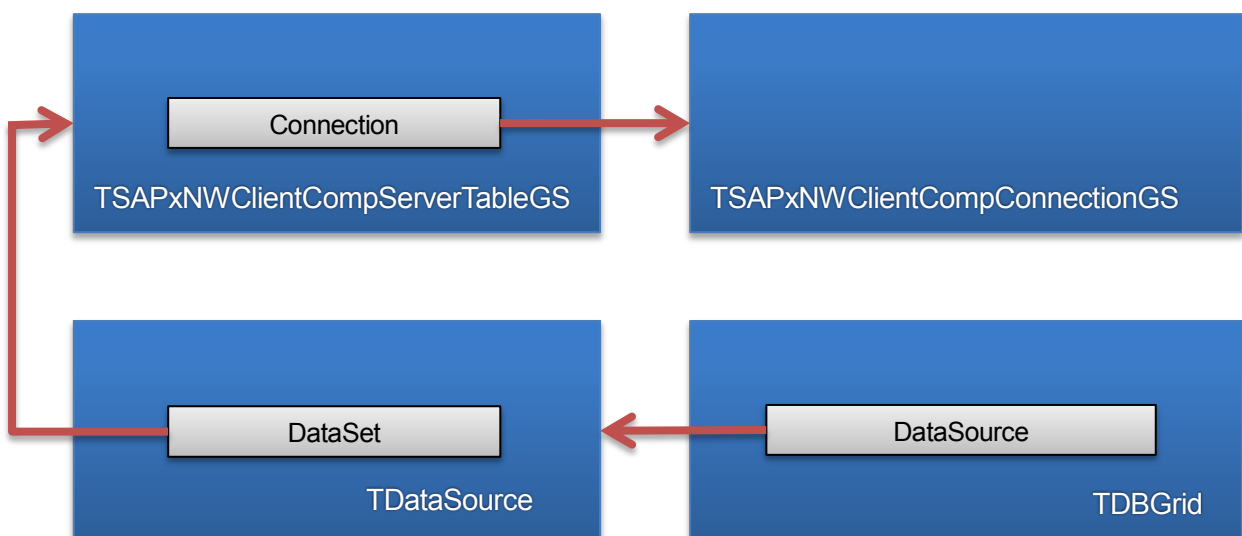 Connection
TSAPxNWClientCompServerTableGS
TSAPxNWClientCompConnectionGS
DataSet
TDataSource
DataSource
TDBGrid